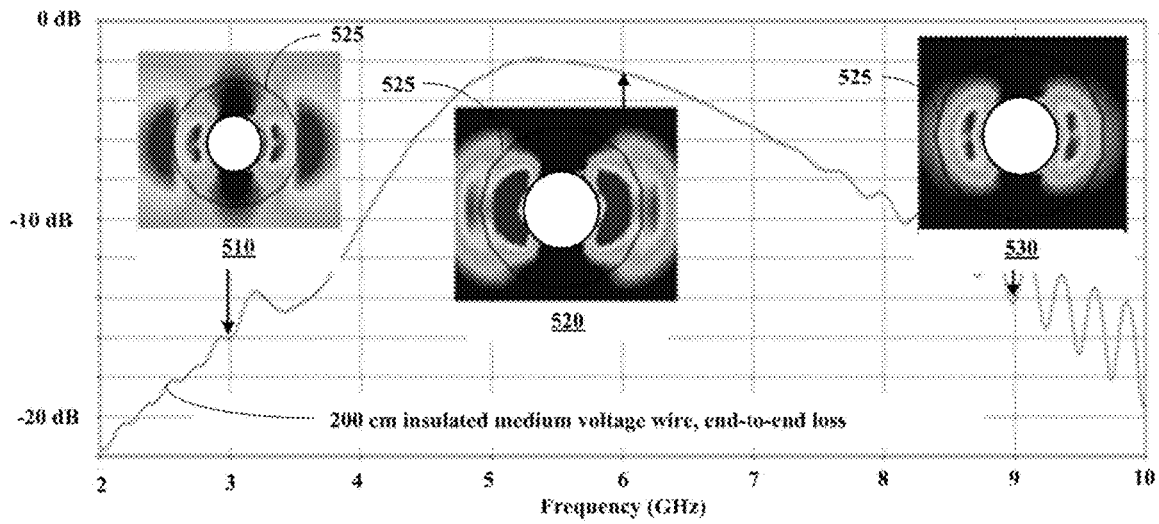 0 dB
525
525
525
-10 dB
510
520
530
-20 dB
200 cm insulated medium voltage wire, end-to-end loss
2 3 4 5 6 7 8 9 10
Frequency (GHz)